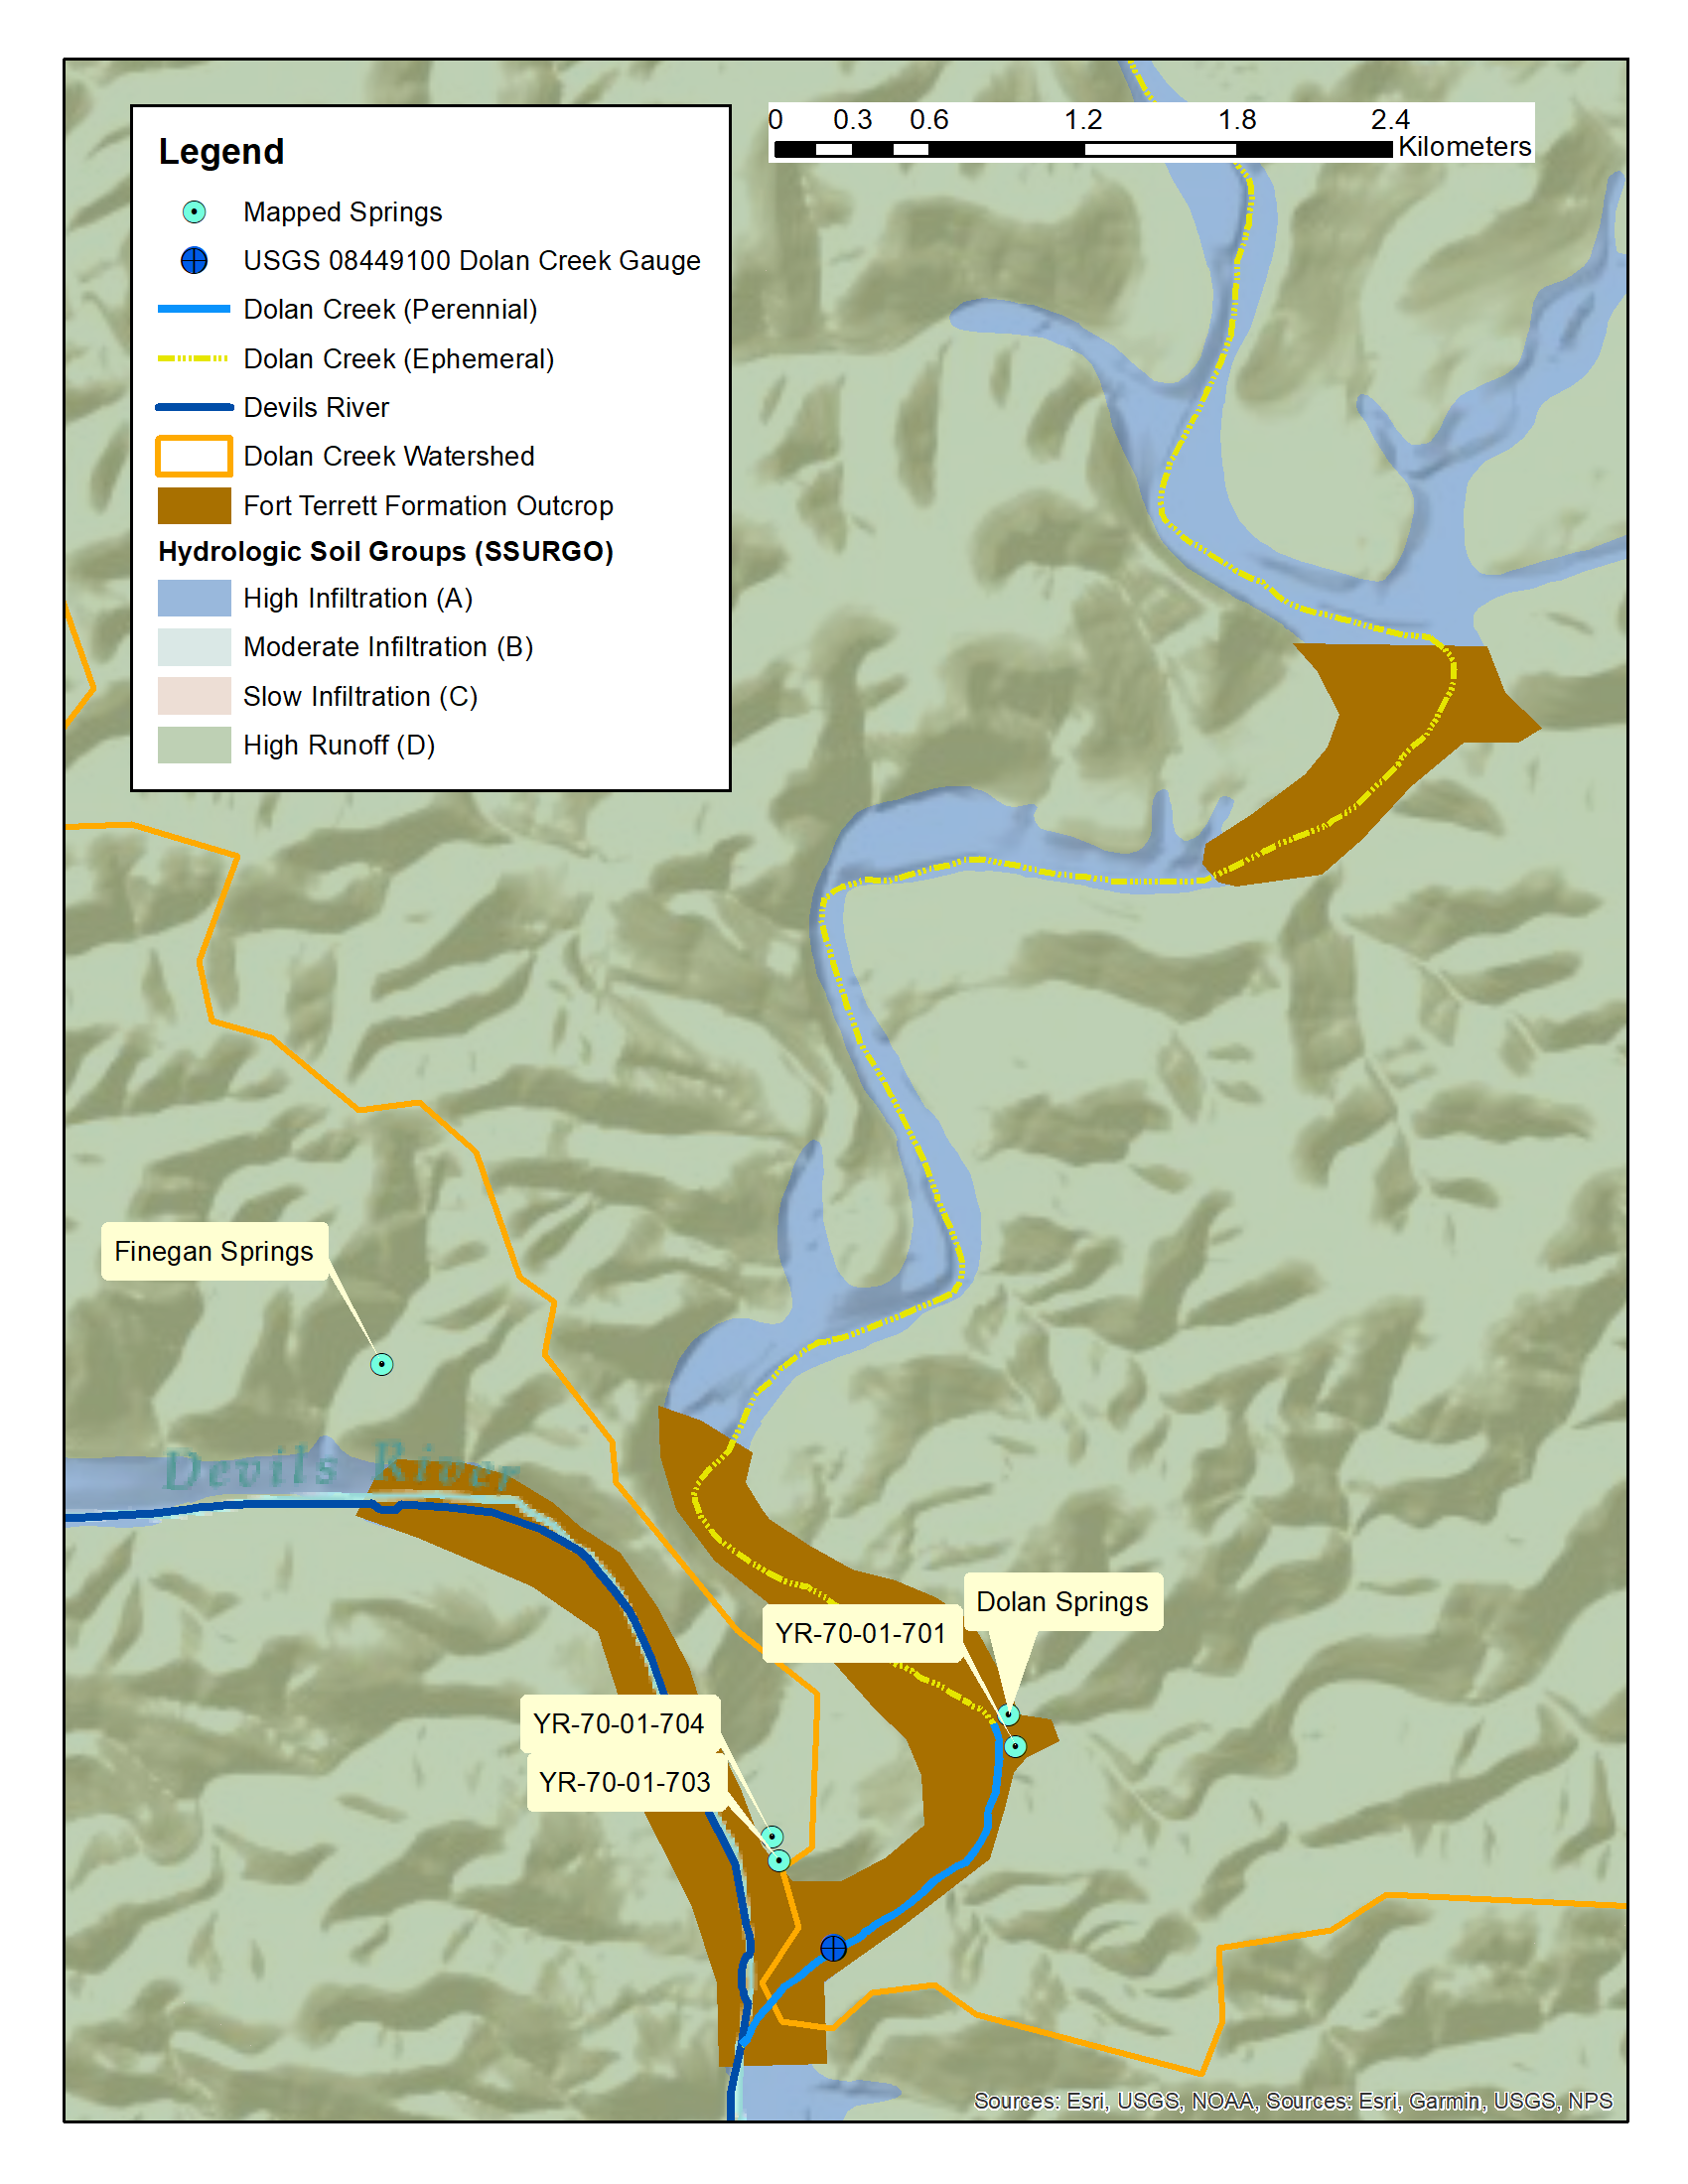 0 0.3 0.6 1.2 1.8 2.4
Kilometers
Legend
Mapped Springs
USGS 08449100 Dolan Creek Gauge
Dolan Creek (Perennial)
Dolan Creek (Ephemeral)
Devils River
Dolan Creek Watershed
Fort Terrett Formation Outcrop
Hydrologic Soil Groups (SSURGO)
High Infiltration (A)
Moderate Infiltration (B)
Slow Infiltration (C)
High Runoff (D)
Finegan Springs
Devils River
Dolan Springs
YR-70-01-701
YR-70-01-704
YR-70-01-703
Sources: Esri, USGS, NOAA, Sources: Esri, Garmin, USGS, NPS